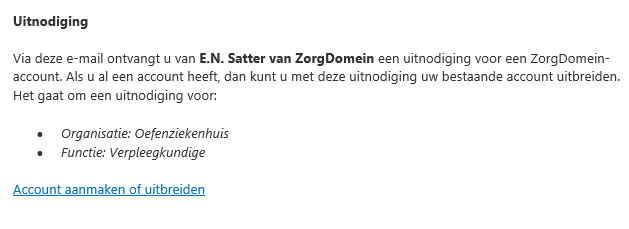 Uitnodiging
Via deze e-mail ontvangt u van E.N. Satter van ZorgDomein een uitnodiging voor een ZorgDomein-
account. Als u al een account heeft, dan kunt u met deze uitnodiging uw bestaande account uitbreiden.
Het gaat om een uitnodiging voor:
• Organisatie: Oefenziekenhuis
• Functie: Verpleegkundige
Account aanmaken of uitbreiden